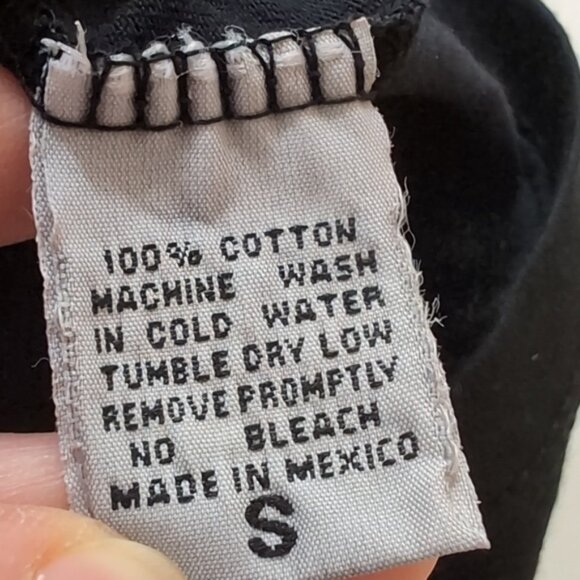 100% COTTON
MACHINE WASH
IN COLD WATER
TUMBLE DRY LOW
REMOVE PROMPTLY
NO BLEACH
MADE IN MEXICO
S